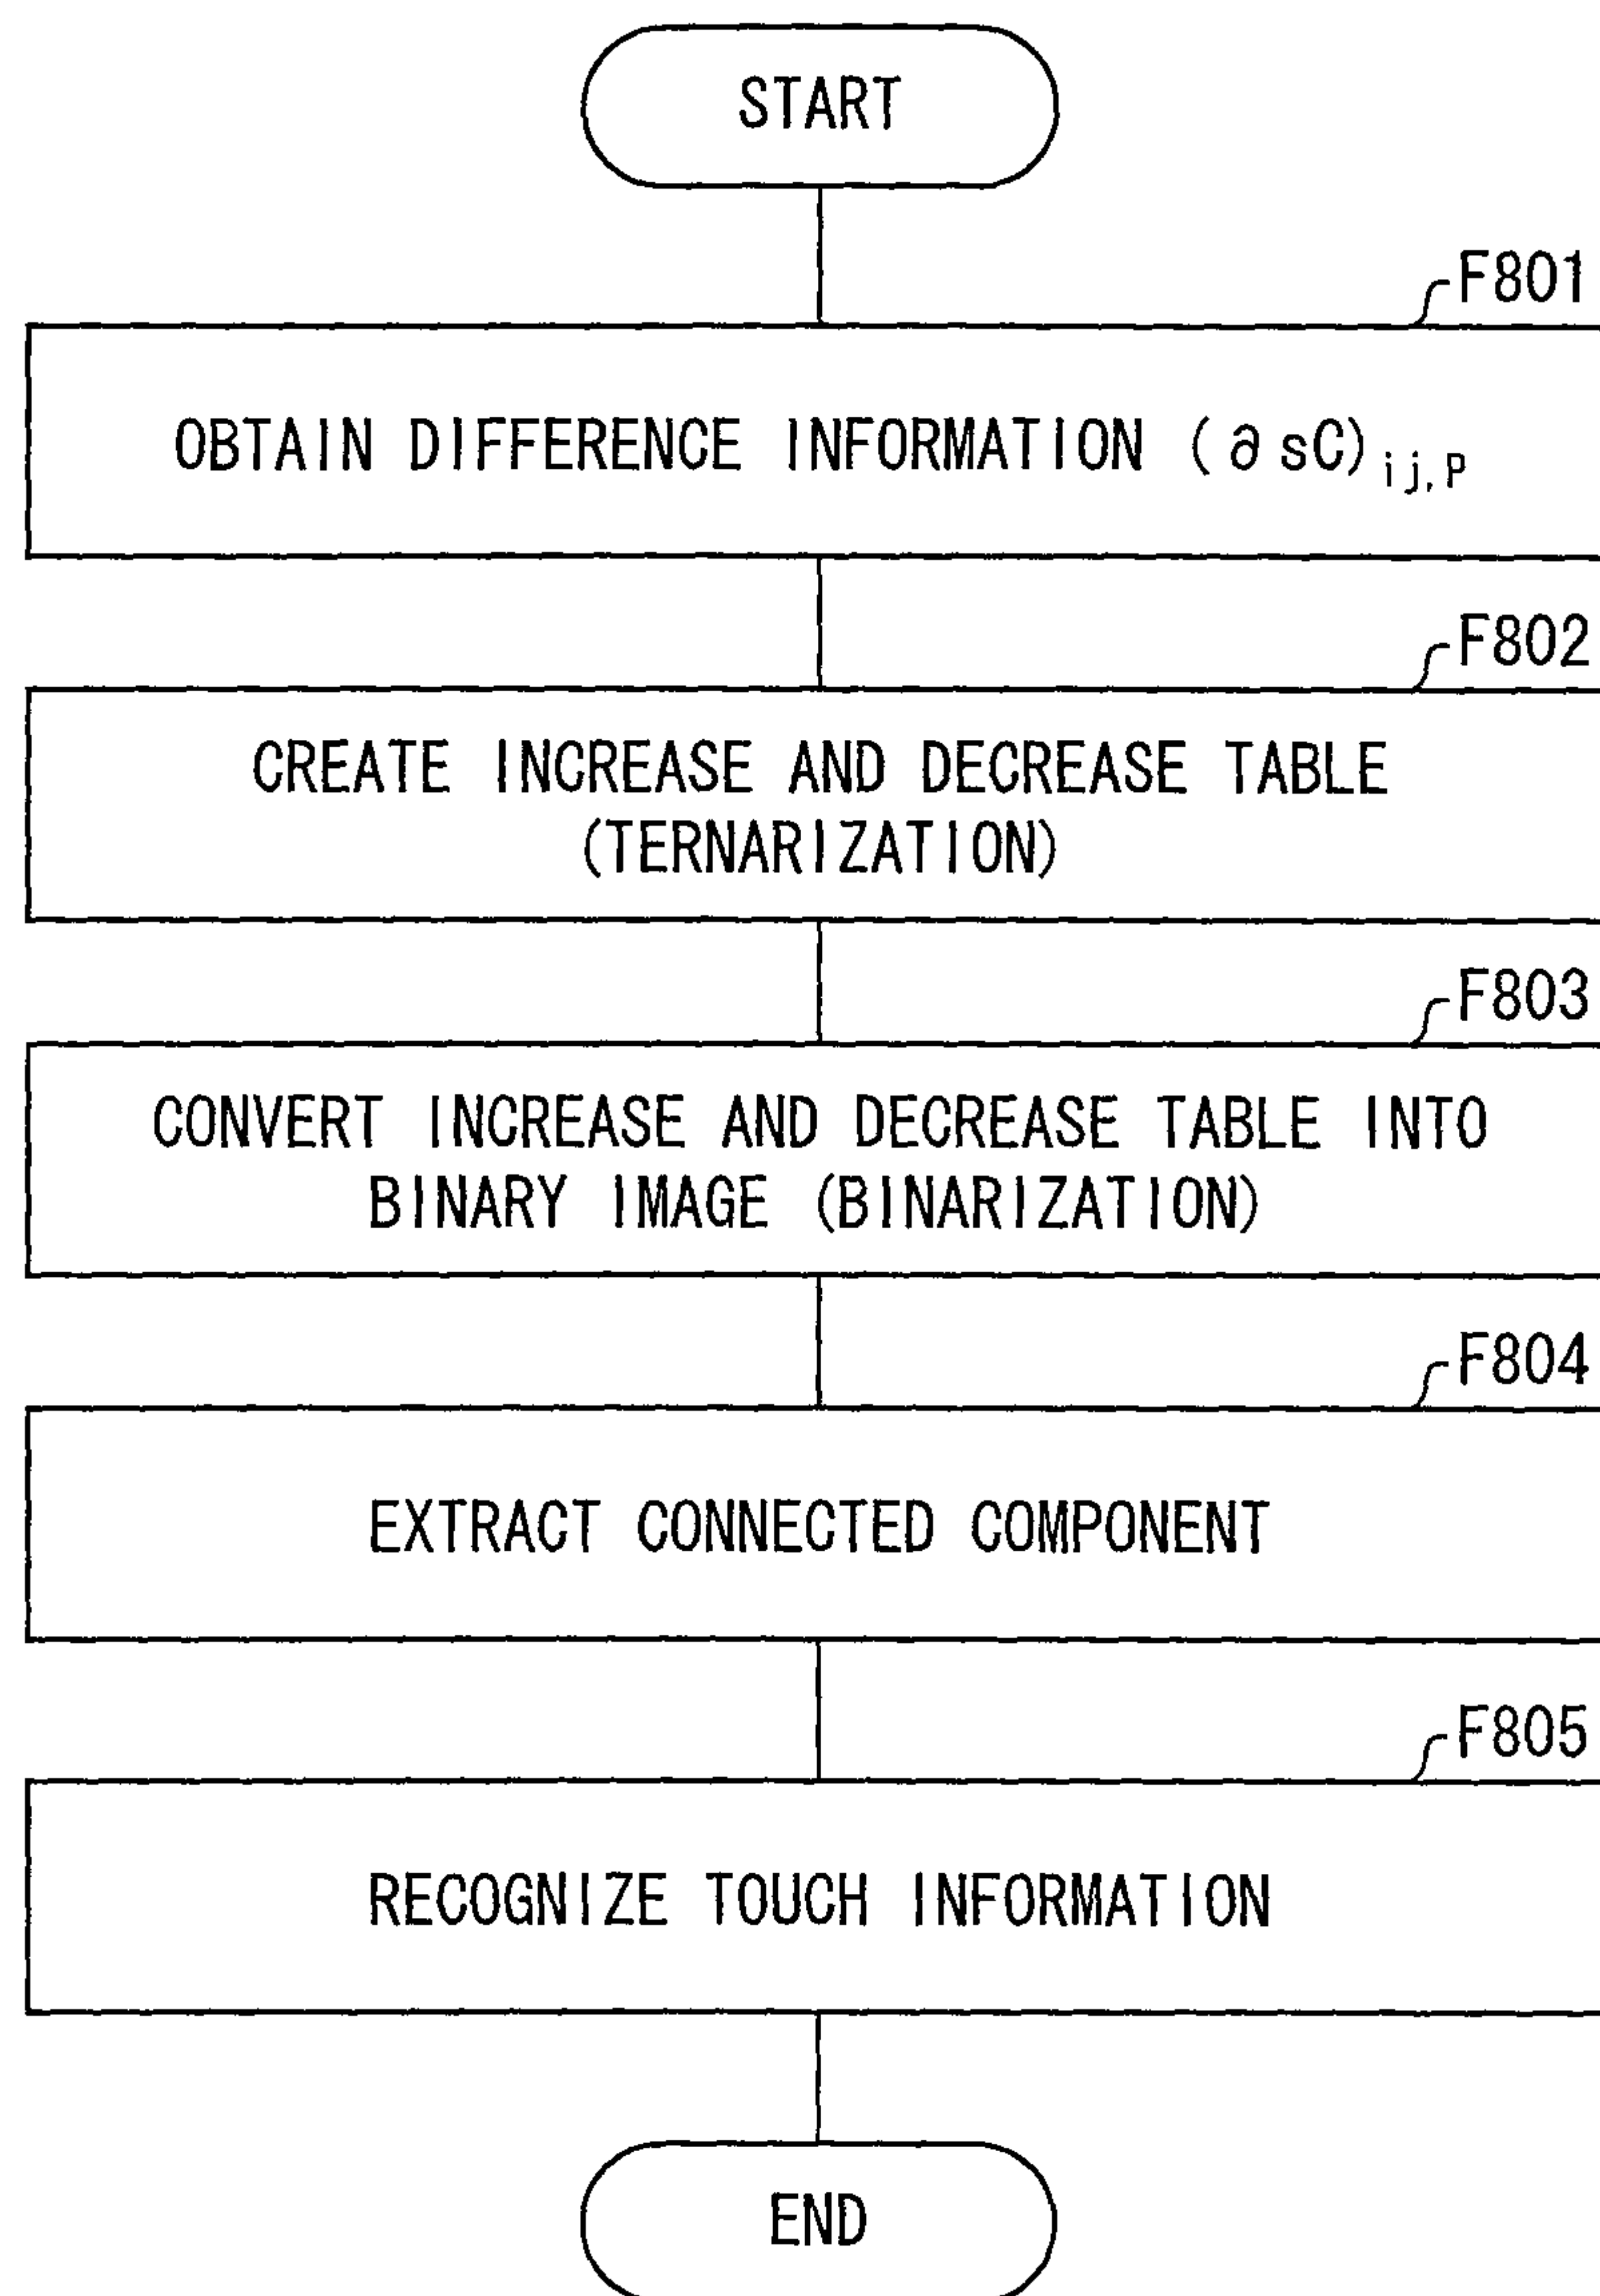 START
F801
OBTAIN DIFFERENCE INFORMATION (∂sC)ij,P
F802
CREATE INCREASE AND DECREASE TABLE
(TERNARIZATION)
F803
CONVERT INCREASE AND DECREASE TABLE INTO
BINARY IMAGE (BINARIZATION)
F804
EXTRACT CONNECTED COMPONENT
F805
RECOGNIZE TOUCH INFORMATION
END